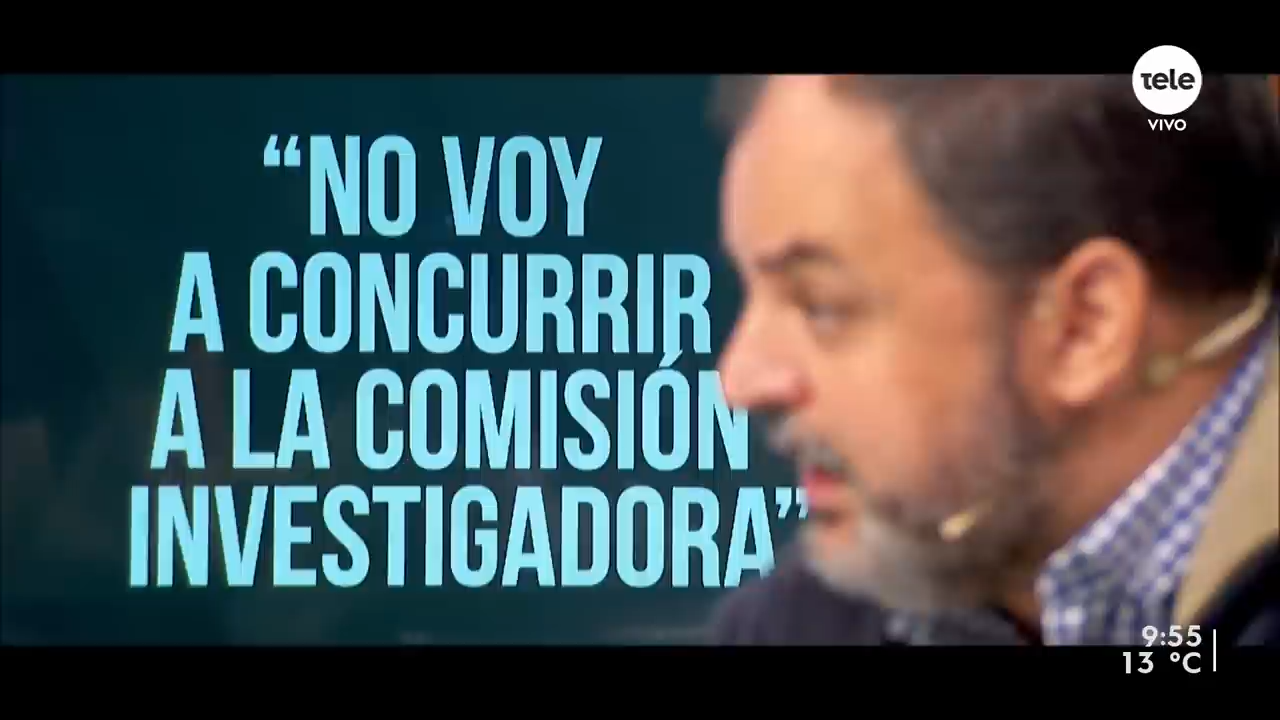 “NO VOY
A CONCURRIR
A LA COMISIÓN
INVESTIGADORA”
tele
VIVO
9:55
13 °C